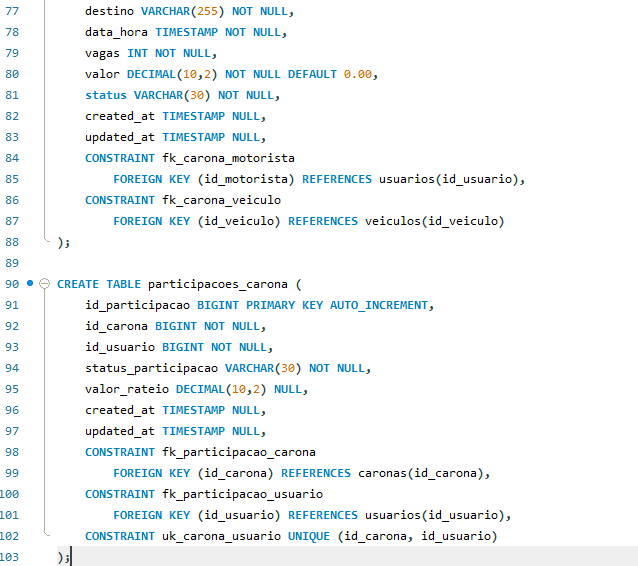 77 destino VARCHAR(255) NOT NULL,
78 data_hora TIMESTAMP NOT NULL,
79 vagas INT NOT NULL,
80 valor DECIMAL(10,2) NOT NULL DEFAULT 0.00,
81 status VARCHAR(30) NOT NULL,
82 created_at TIMESTAMP NULL,
83 updated_at TIMESTAMP NULL,
84 CONSTRAINT fk_carona_motorista
85 FOREIGN KEY (id_motorista) REFERENCES usuarios(id_usuario),
86 CONSTRAINT fk_carona_veiculo
87 FOREIGN KEY (id_veiculo) REFERENCES veiculos(id_veiculo)
88 );
89
90 CREATE TABLE participacoes_carona (
91 id_participacao BIGINT PRIMARY KEY AUTO_INCREMENT,
92 id_carona BIGINT NOT NULL,
93 id_usuario BIGINT NOT NULL,
94 status_participacao VARCHAR(30) NOT NULL,
95 valor_rateio DECIMAL(10,2) NULL,
96 created_at TIMESTAMP NULL,
97 updated_at TIMESTAMP NULL,
98 CONSTRAINT fk_participacao_carona
99 FOREIGN KEY (id_carona) REFERENCES caronas(id_carona),
100 CONSTRAINT fk_participacao_usuario
101 FOREIGN KEY (id_usuario) REFERENCES usuarios(id_usuario),
102 CONSTRAINT uk_carona_usuario UNIQUE (id_carona, id_usuario)
103 );